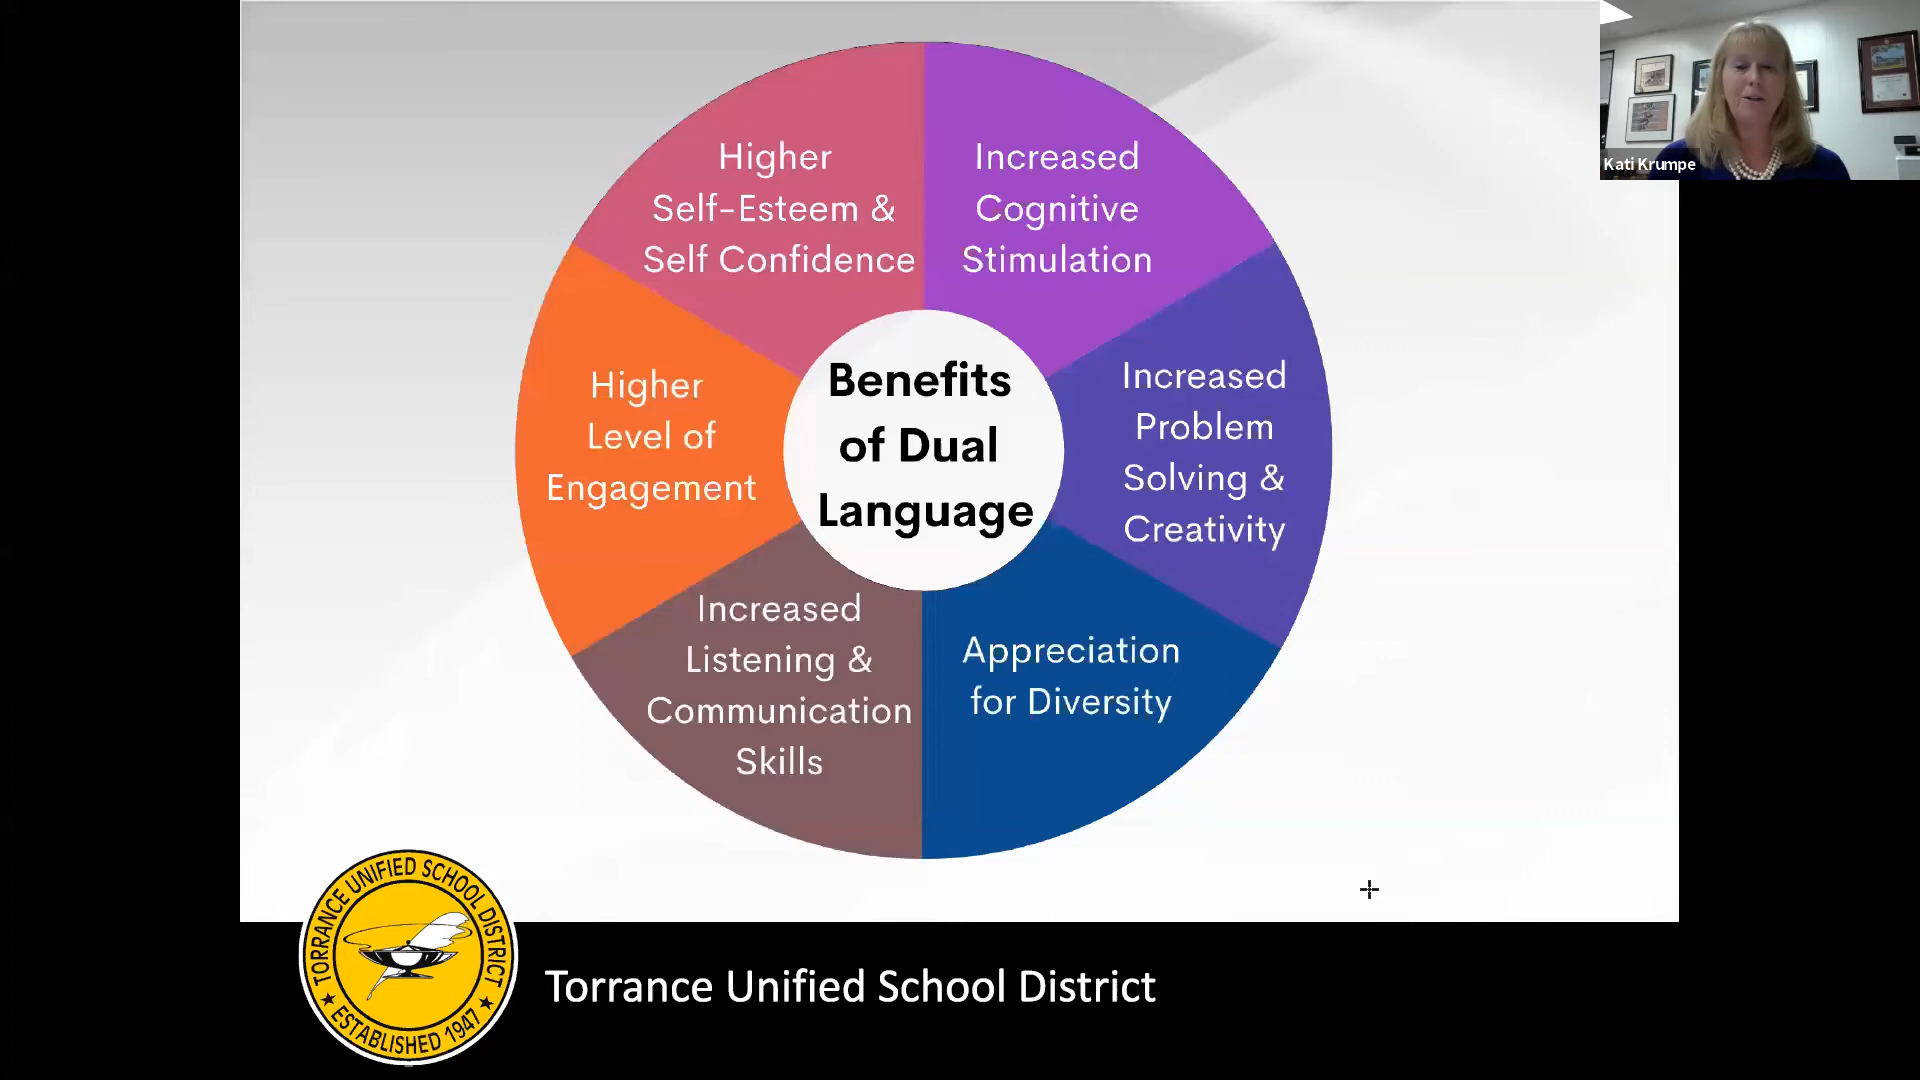 Higher
Self-Esteem &
Self Confidence
Increased
Cognitive
Stimulation
Kati Krumpe
Higher
Level of
Engagement
Benefits
of Dual
Language
Increased
Problem
Solving &
Creativity
Increased
Listening &
Communication
Skills
Appreciation
for Diversity
TORRANCE UNIFIED SCHOOL DISTRICT
★ ESTABLISHED 1947 ★
Torrance Unified School District